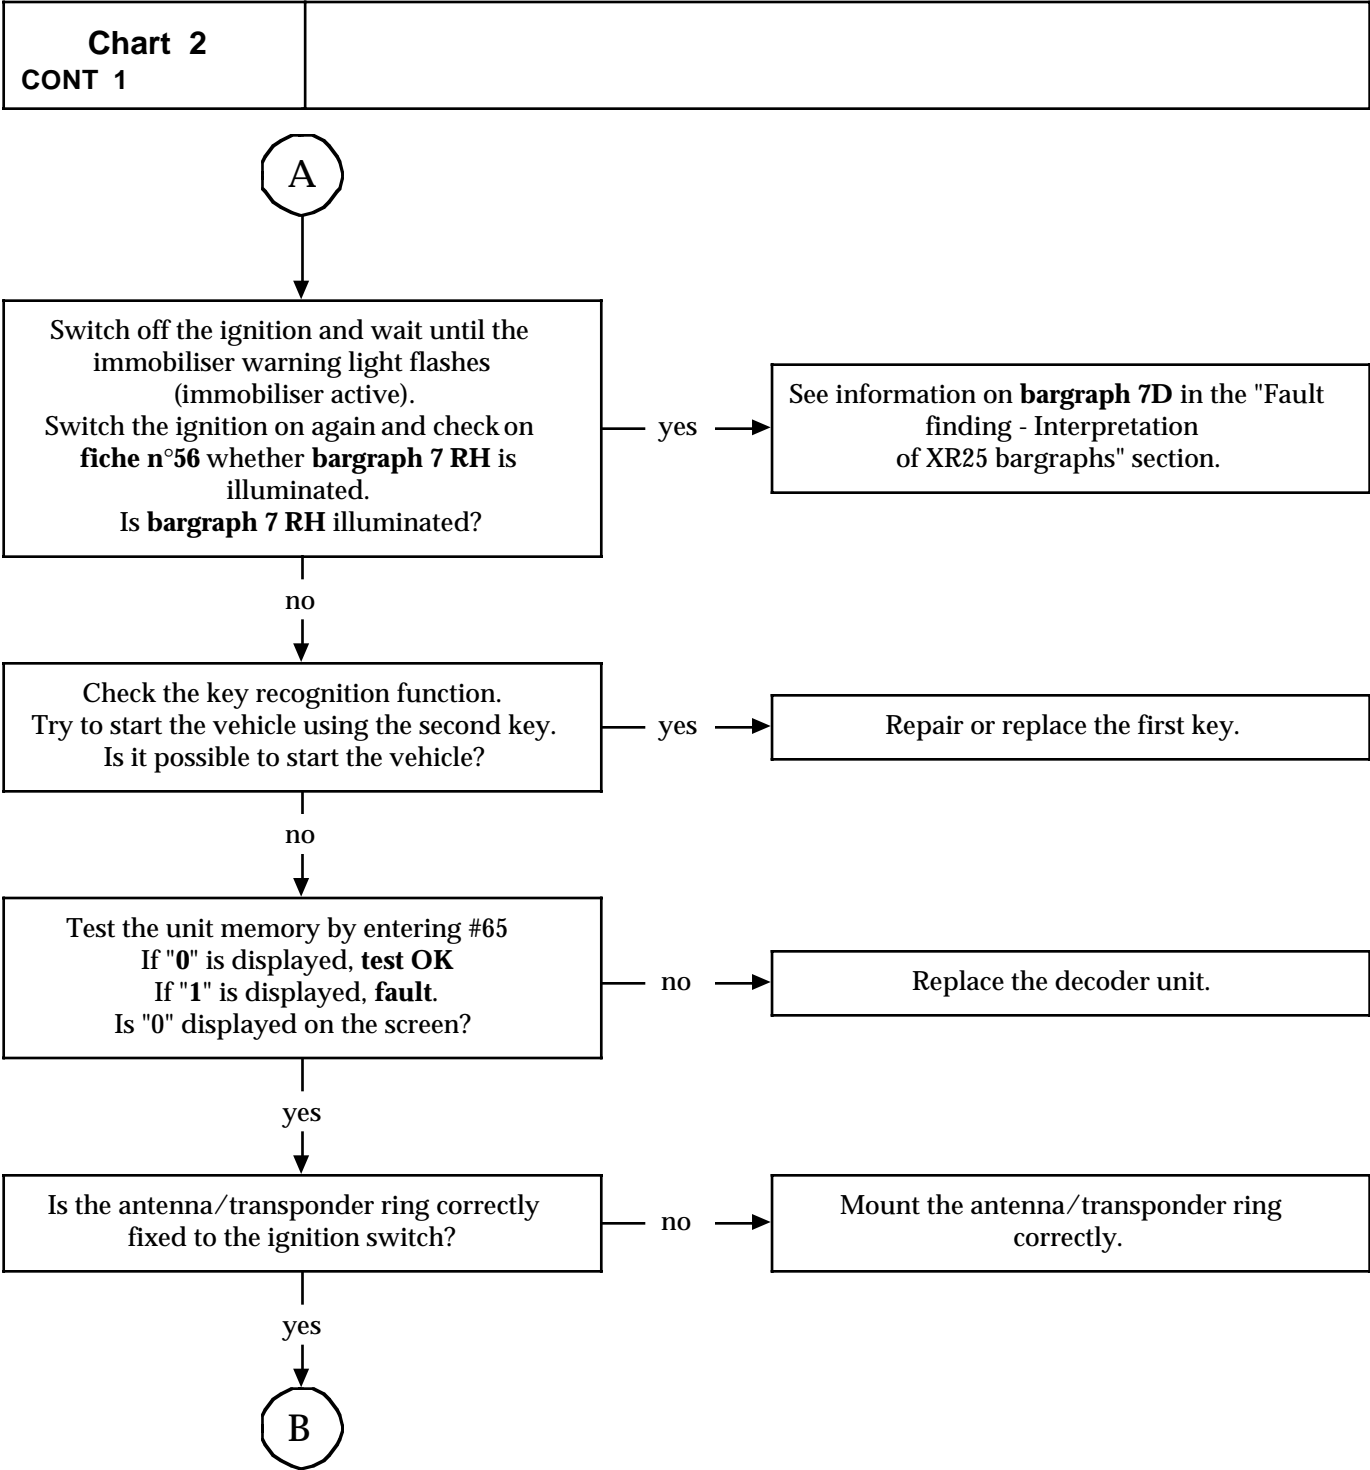 Chart 2
CONT 1
A
Switch off the ignition and wait until the
immobiliser warning light flashes
(immobiliser active).
Switch the ignition on again and check on
fiche n°56 whether bargraph 7 RH is
illuminated.
Is bargraph 7 RH illuminated?
yes
See information on bargraph 7D in the "Fault
finding - Interpretation
of XR25 bargraphs" section.
no
Check the key recognition function.
Try to start the vehicle using the second key.
Is it possible to start the vehicle?
yes
Repair or replace the first key.
no
Test the unit memory by entering #65
If "0" is displayed, test OK
If "1" is displayed, fault.
Is "0" displayed on the screen?
no
Replace the decoder unit.
yes
Is the antenna/transponder ring correctly
fixed to the ignition switch?
no
Mount the antenna/transponder ring
correctly.
yes
B